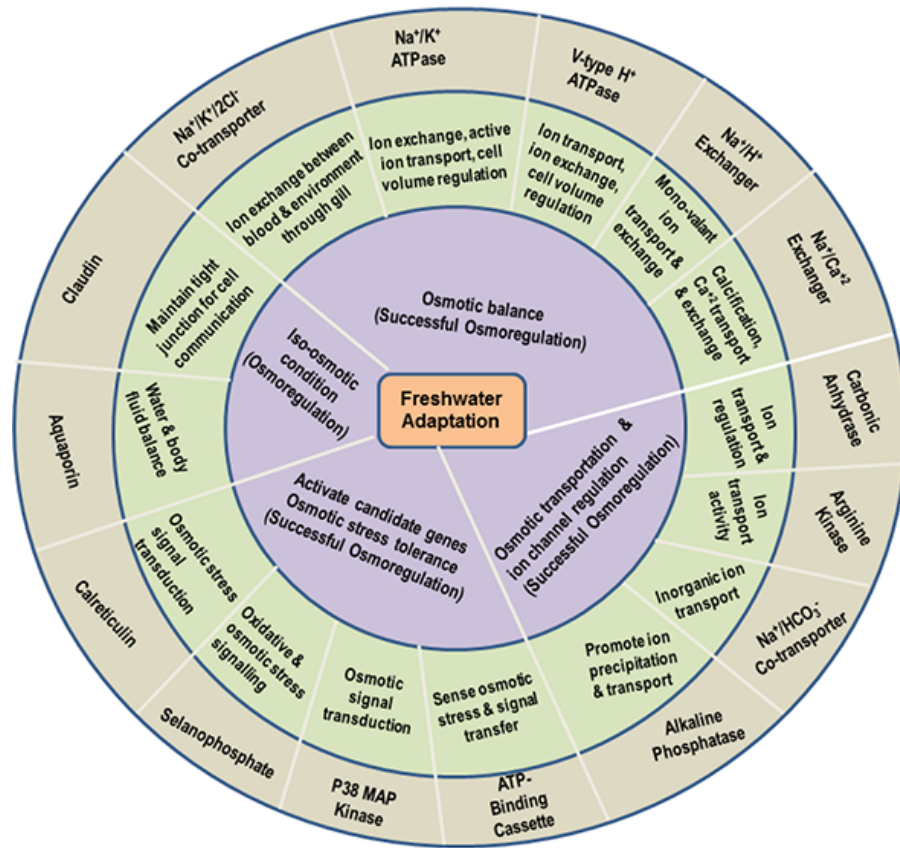 Na⁺/K⁺
ATPase
V-type H⁺
ATPase
Na⁺/H⁺
Exchanger
Na⁺/Ca⁺²
Exchanger
Carbonic
Anhydrase
Arginine
Kinase
Na⁺/HCO₃⁻
Co-transporter
Alkaline
Phosphatase
ATP-
Binding
Cassette
P38 MAP
Kinase
Selanophosphate
Calreticulin
Aquaporin
Claudin
Na⁺/K⁺/2Cl⁻
Co-transporter
Ion exchange, active
ion transport, cell
volume regulation
Ion transport,
ion exchange,
cell volume
regulation
Mono-valant
ion
transport &
exchange
Calcification,
Ca⁺² transport
& exchange
Ion
transport &
regulation
Ion
transport
activity
Inorganic ion
transport
Promote ion
precipitation
& transport
Sense osmotic
stress & signal
transfer
Osmotic
signal
transduction
Oxidative &
osmotic stress
signalling
Osmotic stress
signal
transduction
Water & body
fluid balance
Maintain tight
junction for cell
communication
Ion exchange between
blood & environment
through gill
Osmotic balance
(Successful Osmoregulation)
Osmotic transportation &
ion channel regulation
(Successful Osmoregulation)
Activate candidate genes
Osmotic stress tolerance
(Successful Osmoregulation)
Iso-osmotic
condition
(Osmoregulation)
Freshwater
Adaptation